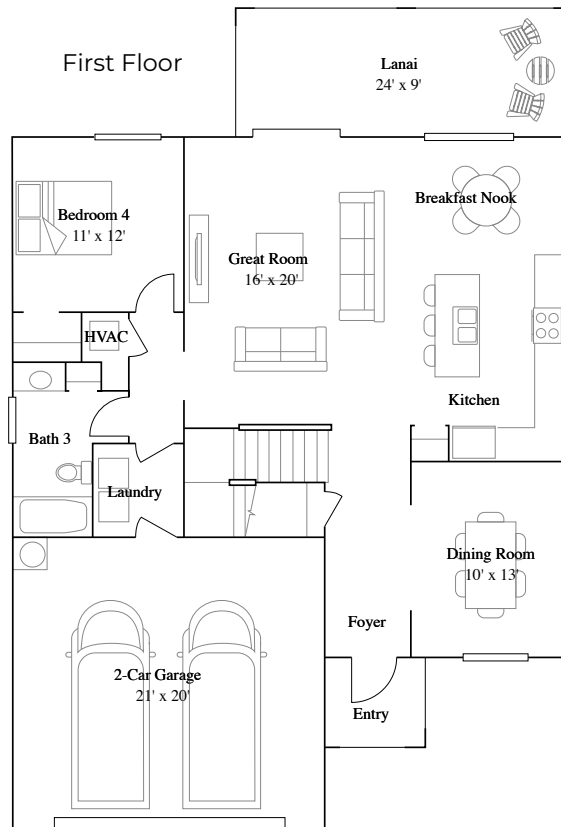 First Floor
Lanai
24' x 9'
Bedroom 4
11' x 12'
Breakfast Nook
Great Room
16' x 20'
HVAC
Kitchen
Bath 3
Laundry
Dining Room
10' x 13'
Foyer
2-Car Garage
21' x 20'
Entry